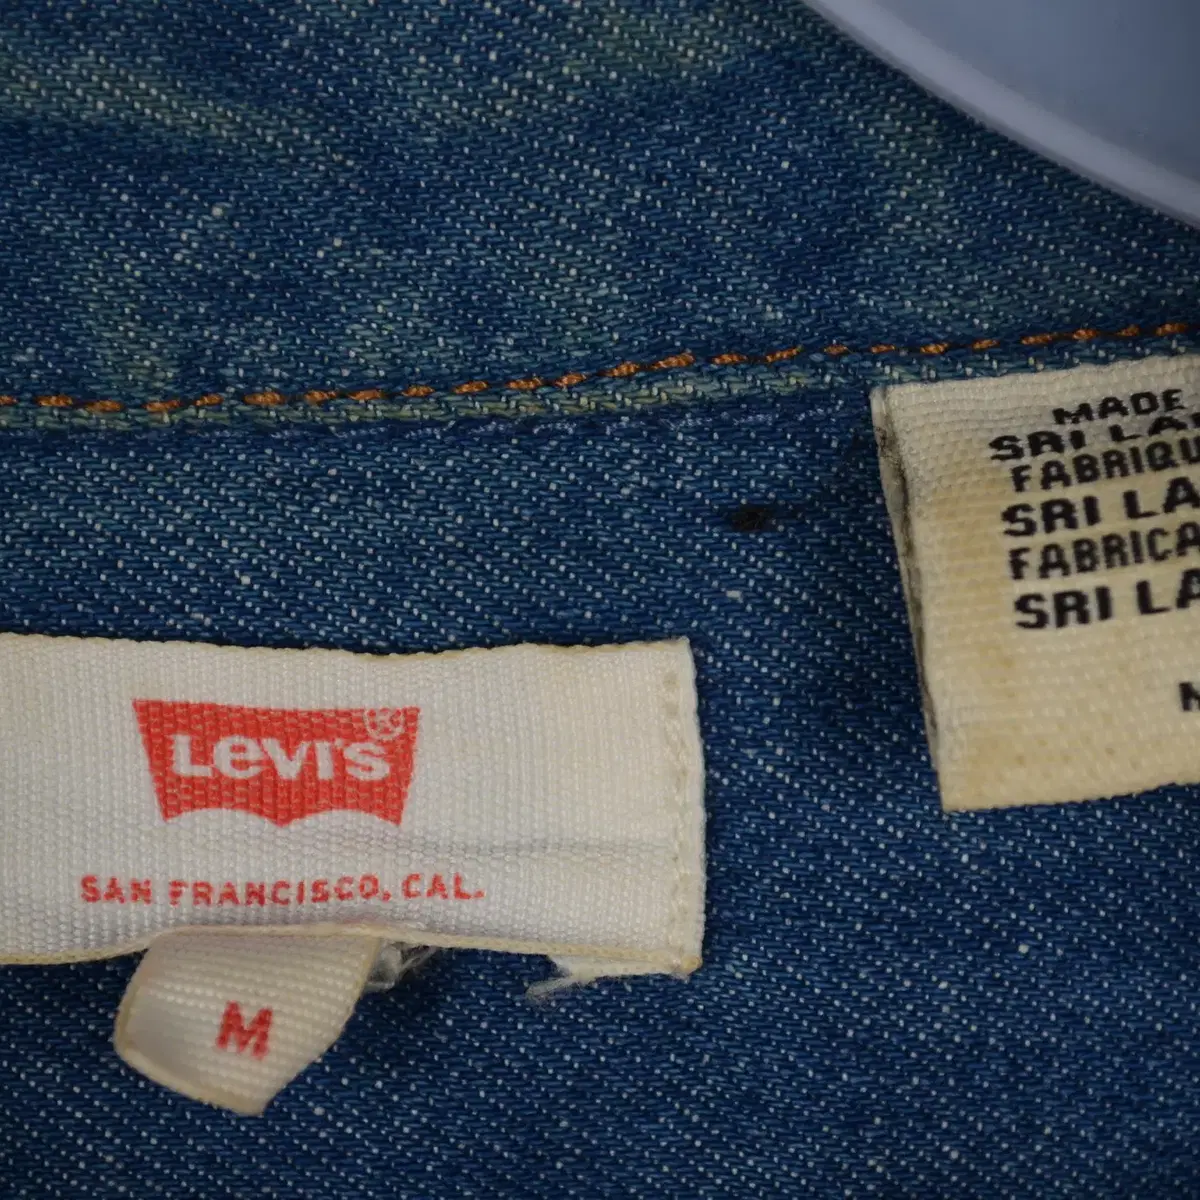 LEVI'S®
SAN FRANCISCO, CAL.
M
MADE
SRI LA
FABRIQU
SRI LA
FABRICA
SRI LA